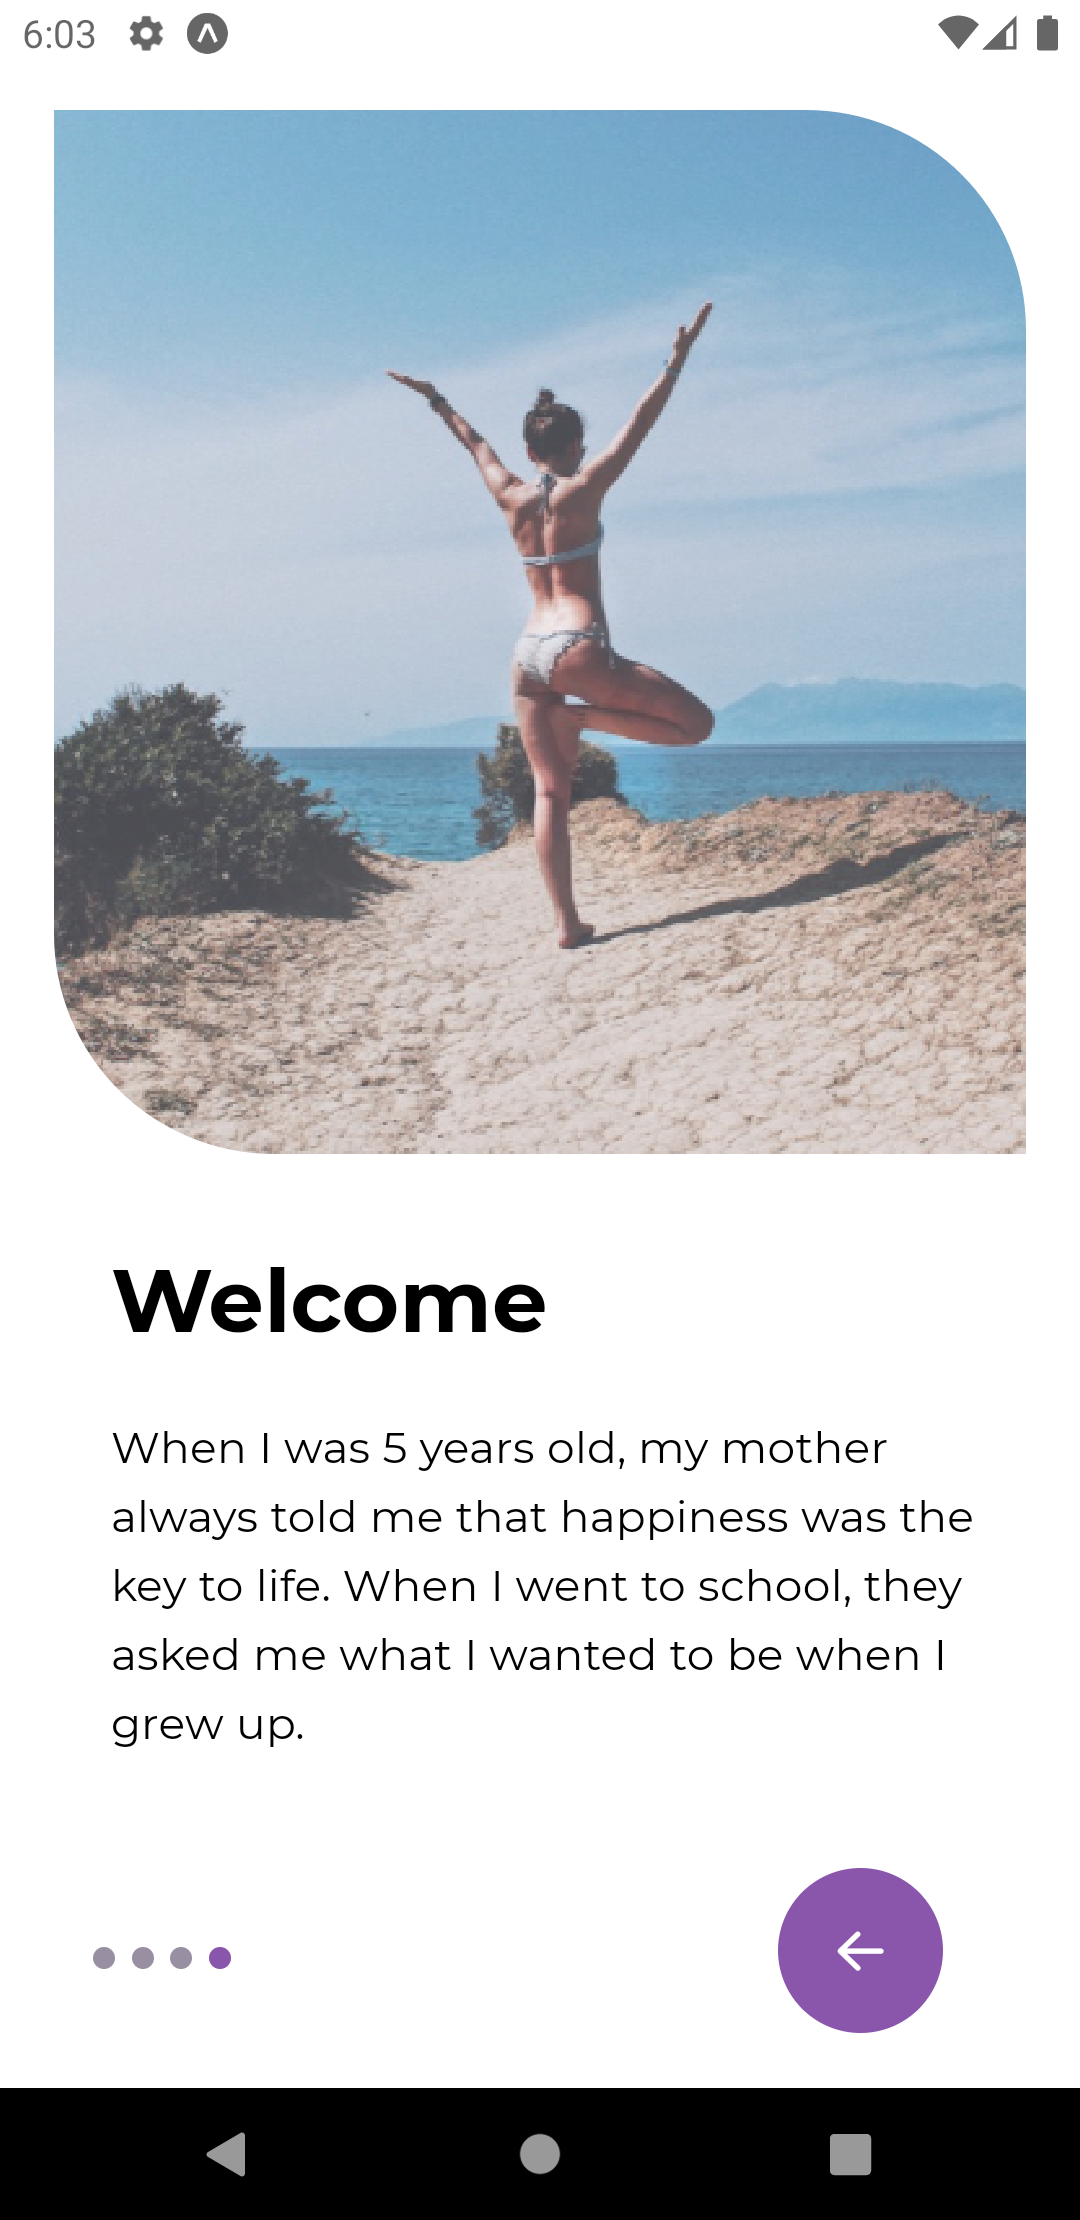 6:03
Welcome
When I was 5 years old, my mother
always told me that happiness was the
key to life. When I went to school, they
asked me what I wanted to be when I
grew up.